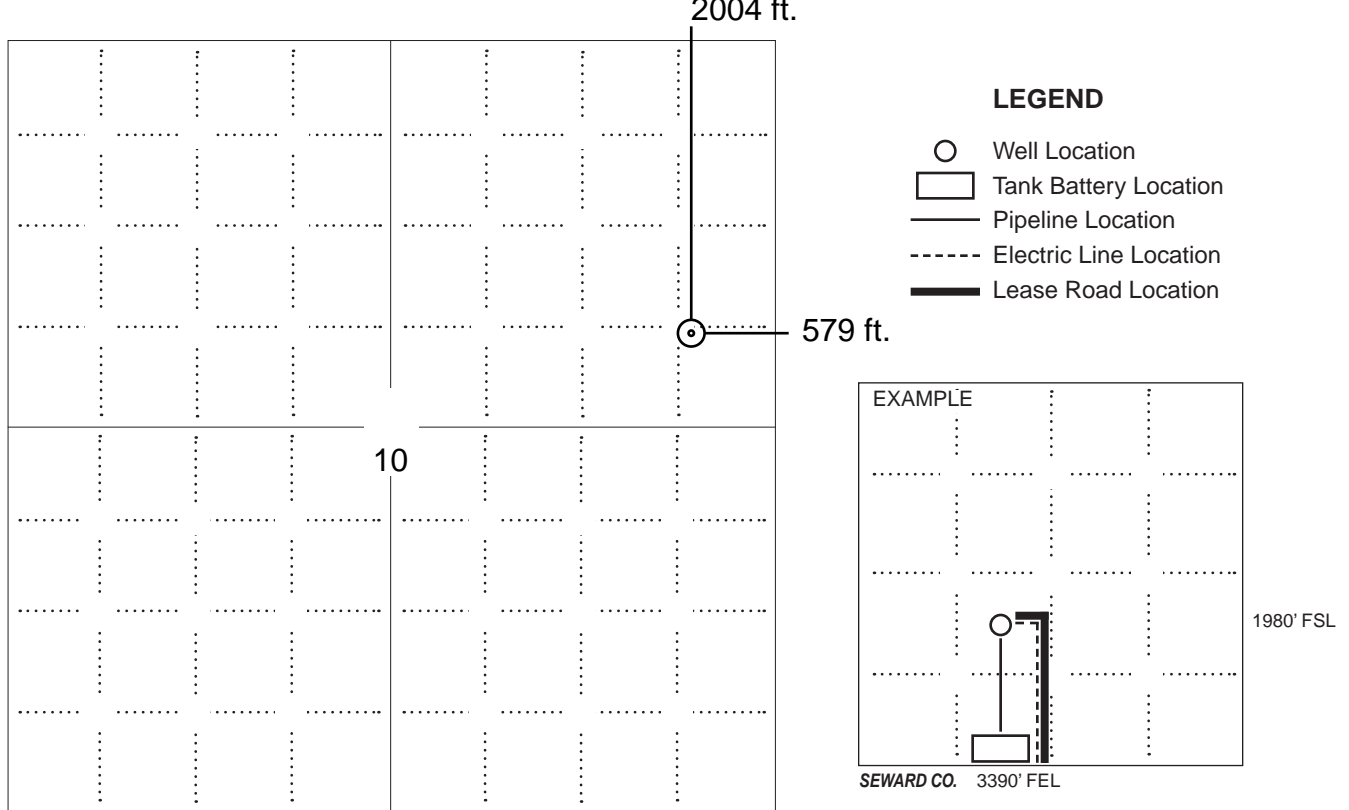 2004 ft.
LEGEND
Well Location
Tank Battery Location
Pipeline Location
Electric Line Location
Lease Road Location
579 ft.
EXAMPLE
10
1980' FSL
SEWARD CO. 3390' FEL